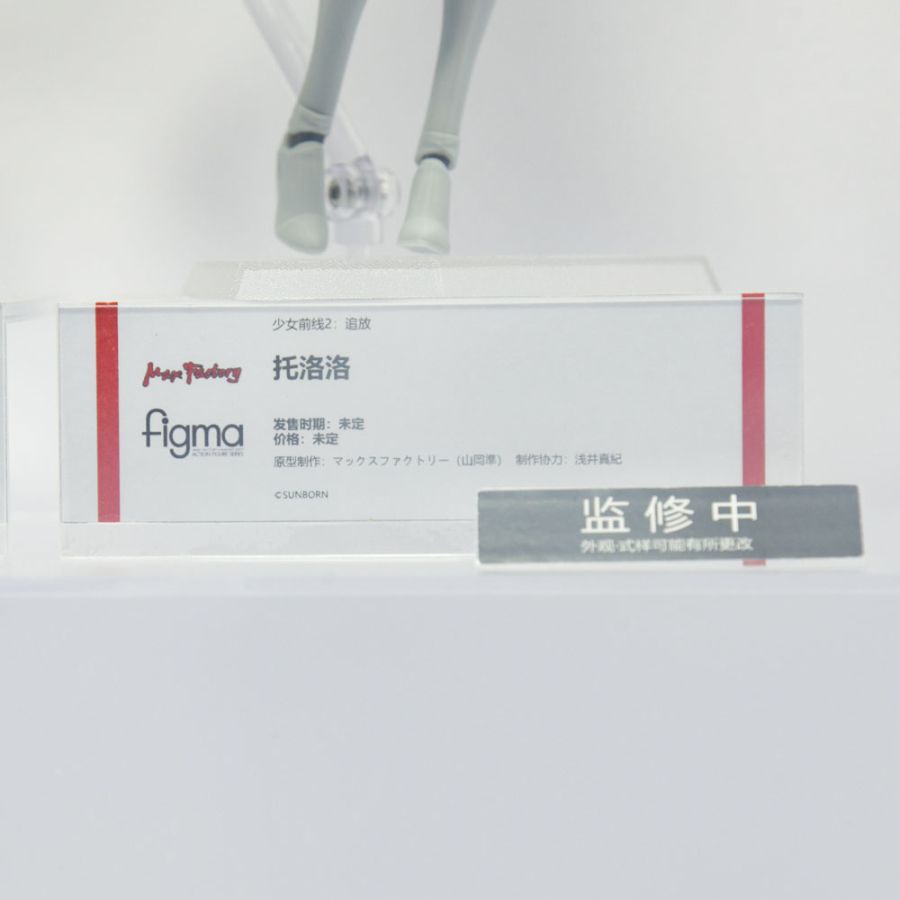 少女前线2：追放
Max Factory
托洛洛
figma
发售时期：未定
价格：未定
原型制作：マックスファクトリー（山岡準） 制作协力：浅井真紀
©SUNBORN
监修中
外观·式样可能有所更改